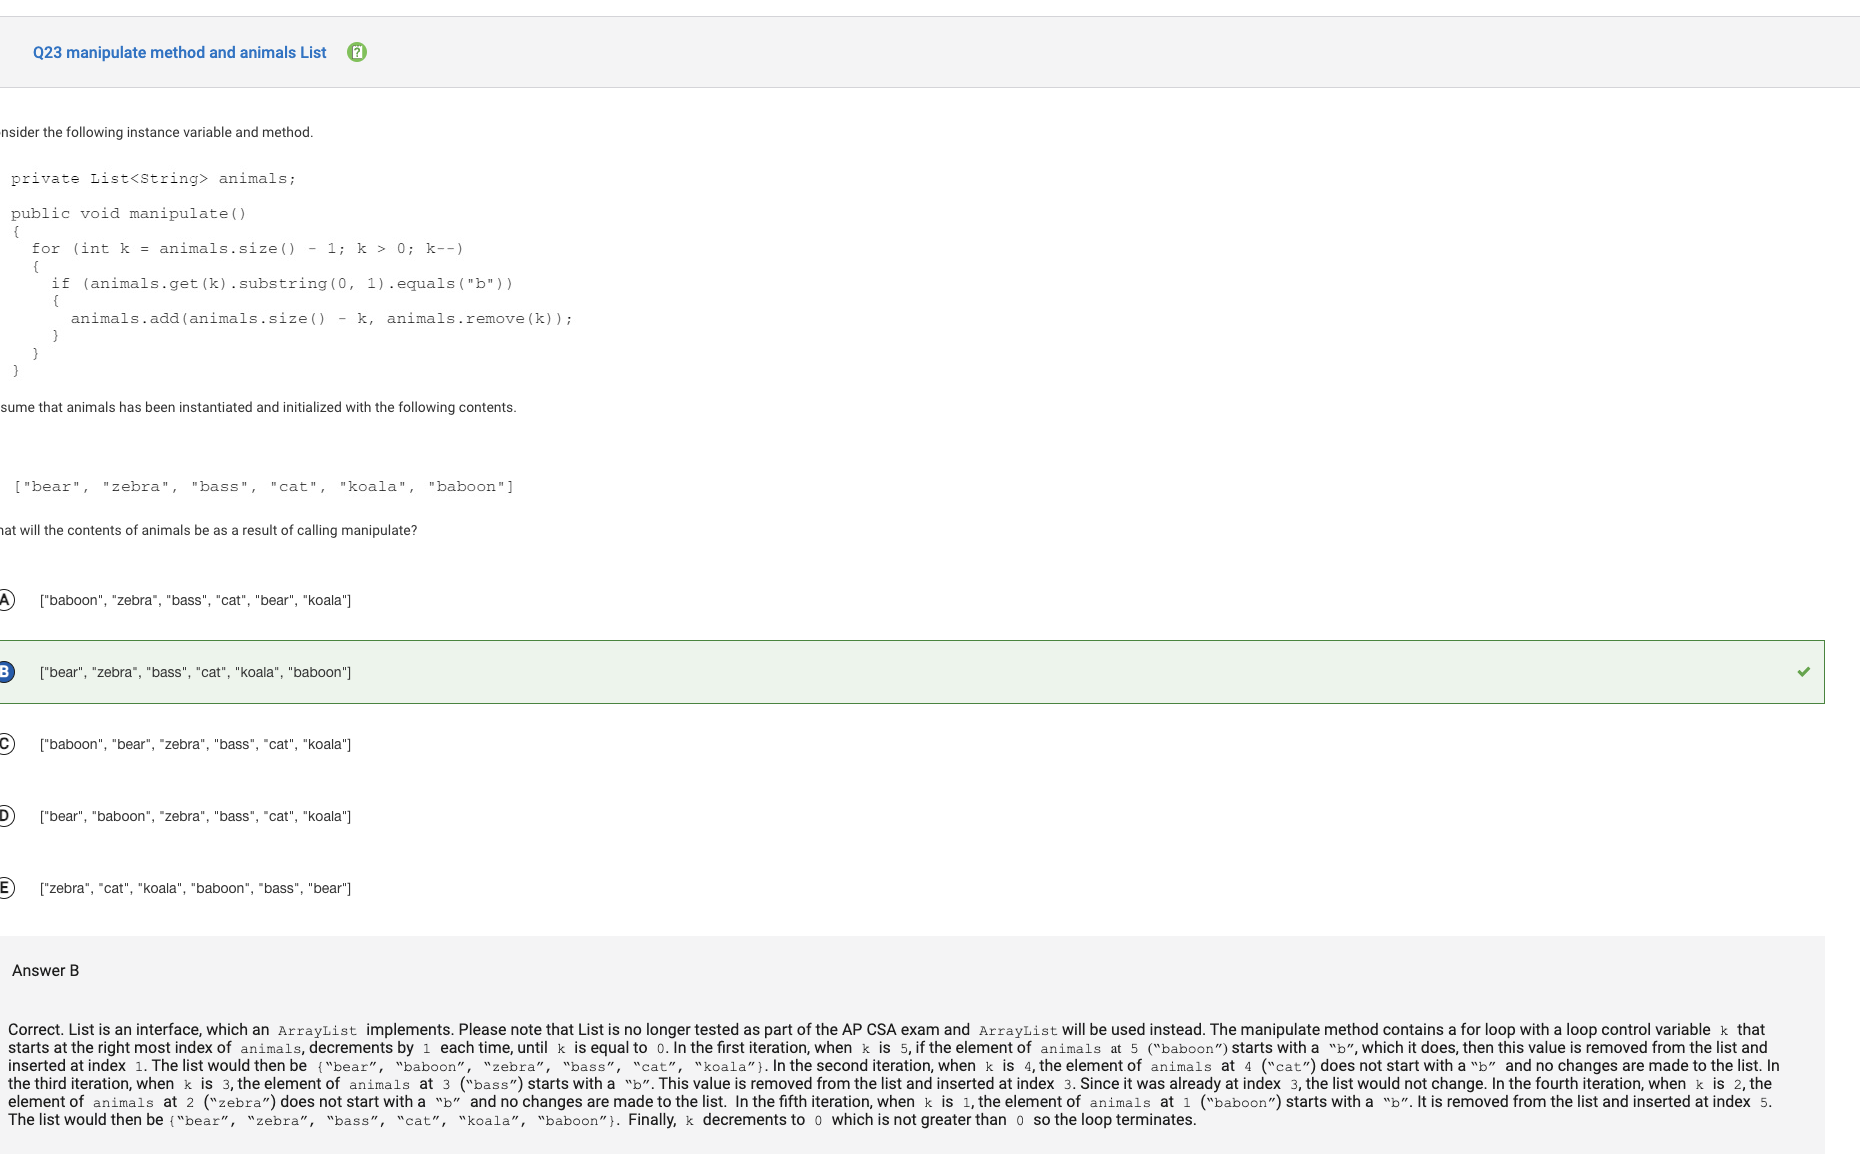 Q23 manipulate method and animals List
nsider the following instance variable and method.
private List<String> animals;
public void manipulate()
{
for (int k = animals.size() - 1; k > 0; k--)
{
if (animals.get(k).substring(0, 1).equals("b"))
{
animals.add(animals.size() - k, animals.remove(k));
}
}
}
sume that animals has been instantiated and initialized with the following contents.
["bear", "zebra", "bass", "cat", "koala", "baboon"]
hat will the contents of animals be as a result of calling manipulate?
A ["baboon", "zebra", "bass", "cat", "bear", "koala"]
B ["bear", "zebra", "bass", "cat", "koala", "baboon"]
C ["baboon", "bear", "zebra", "bass", "cat", "koala"]
D ["bear", "baboon", "zebra", "bass", "cat", "koala"]
E ["zebra", "cat", "koala", "baboon", "bass", "bear"]
Answer B
Correct. List is an interface, which an ArrayList implements. Please note that List is no longer tested as part of the AP CSA exam and ArrayList will be used instead. The manipulate method contains a for loop with a loop control variable k that
starts at the right most index of animals, decrements by 1 each time, until k is equal to 0. In the first iteration, when k is 5, if the element of animals at 5 (“baboon”) starts with a “b”, which it does, then this value is removed from the list and
inserted at index 1. The list would then be {“bear”, “baboon”, “zebra”, “bass”, “cat”, “koala”}. In the second iteration, when k is 4, the element of animals at 4 (“cat”) does not start with a “b” and no changes are made to the list. In
the third iteration, when k is 3, the element of animals at 3 (“bass”) starts with a “b”. This value is removed from the list and inserted at index 3. Since it was already at index 3, the list would not change. In the fourth iteration, when k is 2, the
element of animals at 2 (“zebra”) does not start with a “b” and no changes are made to the list. In the fifth iteration, when k is 1, the element of animals at 1 (“baboon”) starts with a “b”. It is removed from the list and inserted at index 5.
The list would then be {“bear”, “zebra”, “bass”, “cat”, “koala”, “baboon”}. Finally, k decrements to 0 which is not greater than 0 so the loop terminates.